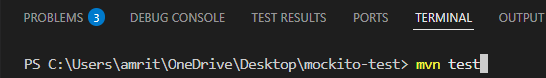 PROBLEMS 3 DEBUG CONSOLE TEST RESULTS PORTS TERMINAL OUTPUT
PS C:\Users\amrit\OneDrive\Desktop\mockito-test> mvn test